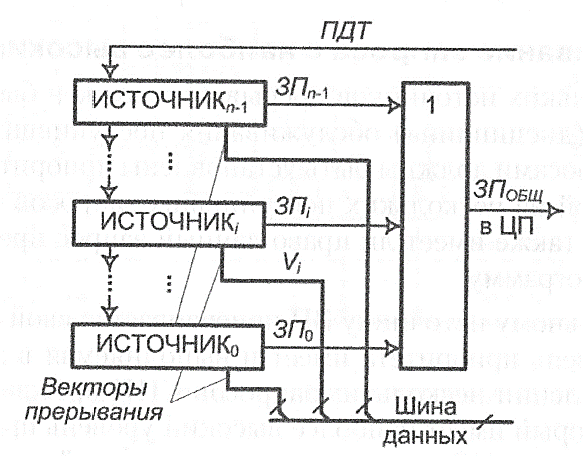 ПДТ
ИСТОЧНИКn-1
ЗПn-1
1
ИСТОЧНИКi
ЗПi
ЗПОБЩ
в ЦП
Vi
ИСТОЧНИК0
ЗП0
Векторы
прерывания
Шина
данных